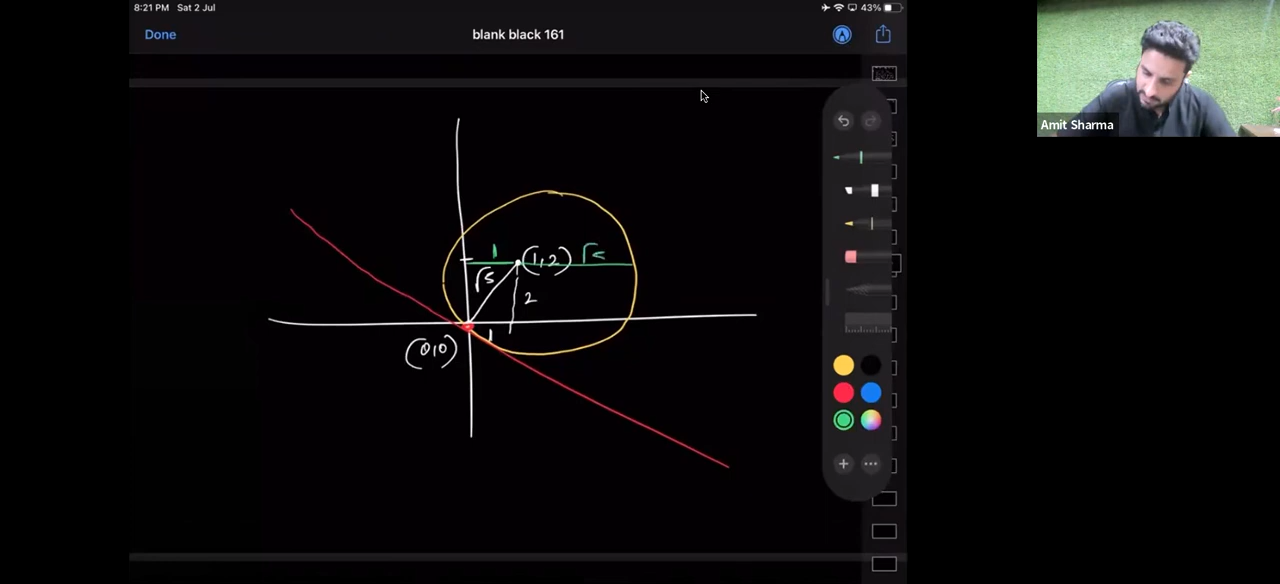 8:21 PM Sat 2 Jul
43%
Done
blank black 161
Amit Sharma
1
(1,2)
√5
√5
2
1
(0,0)